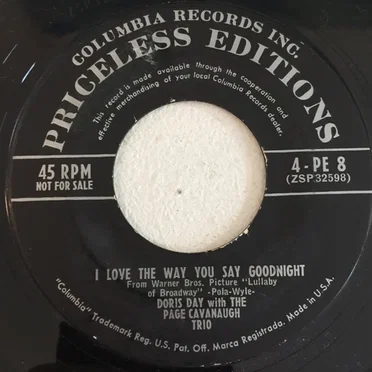 COLUMBIA RECORDS INC.
PRICELESS EDITIONS
This record is made available through the cooperation and
effective merchandising of your local Columbia Records dealer.
45 RPM
NOT FOR SALE
4-PE 8
(ZSP32598)
I LOVE THE WAY YOU SAY GOODNIGHT
From Warner Bros. Picture "Lullaby
of Broadway" -Pola-Wyle-
DORIS DAY with THE
PAGE CAVANAUGH
TRIO
"Columbia" Trademark Reg. U.S. Pat. Off. Marca Registrada. Made in U.S.A.